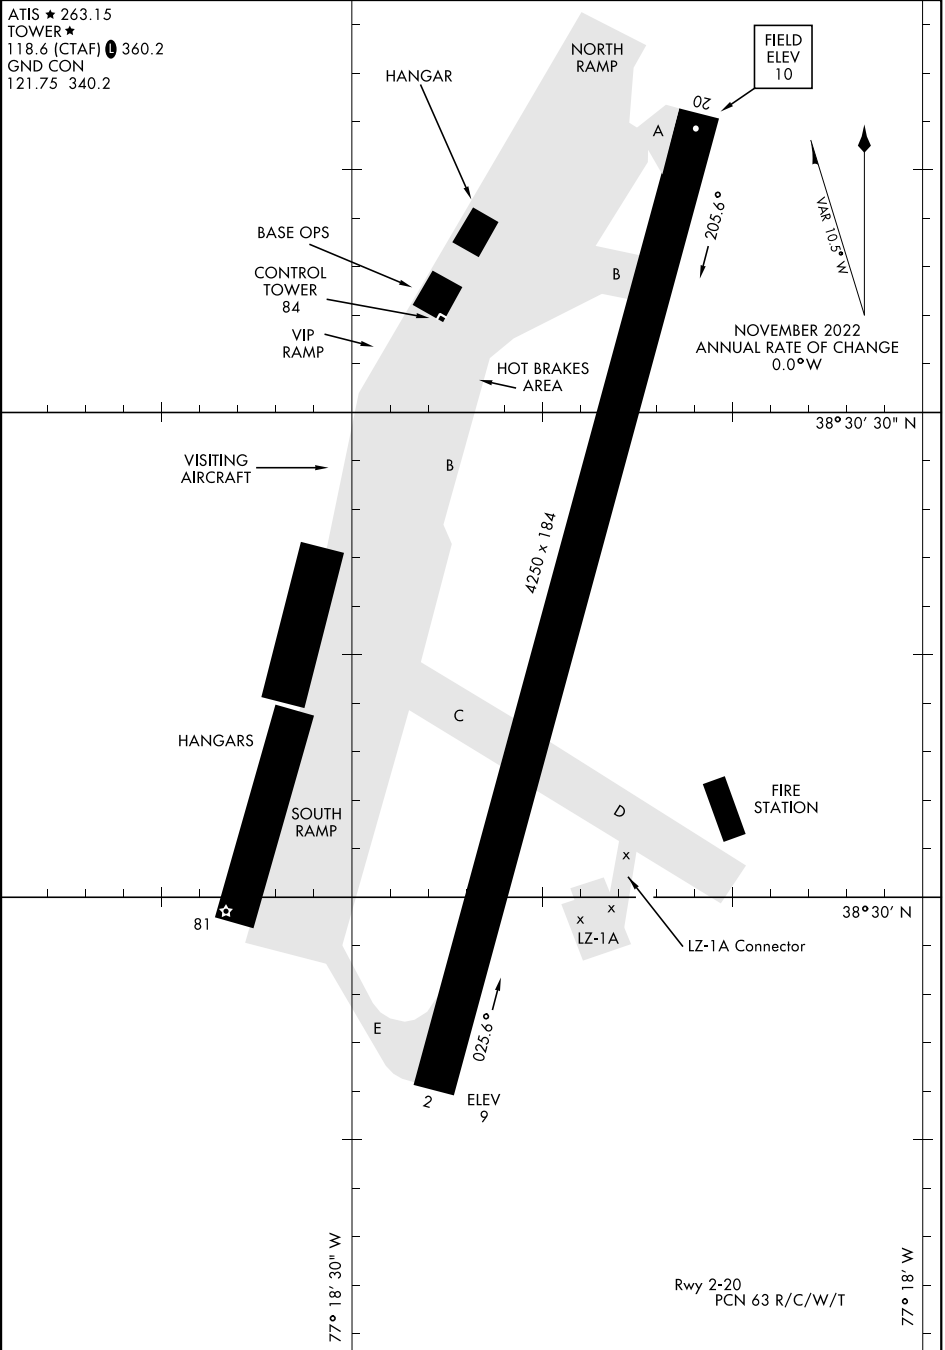 ATIS ★ 263.15
TOWER ★
118.6 (CTAF) L 360.2
GND CON
121.75 340.2
NORTH
RAMP
FIELD
ELEV
10
HANGAR
20
A
205.6°
VAR 10.5° W
BASE OPS
CONTROL
TOWER
84
B
VIP
RAMP
NOVEMBER 2022
ANNUAL RATE OF CHANGE
0.0° W
HOT BRAKES
AREA
38° 30' 30" N
VISITING
AIRCRAFT
B
4250 x 184
C
HANGARS
SOUTH
RAMP
D
FIRE
STATION
x
81
x x
LZ-1A
38° 30' N
LZ-1A Connector
E
025.6°
2
ELEV
9
77° 18' 30" W
77° 18' W
Rwy 2-20
PCN 63 R/C/W/T